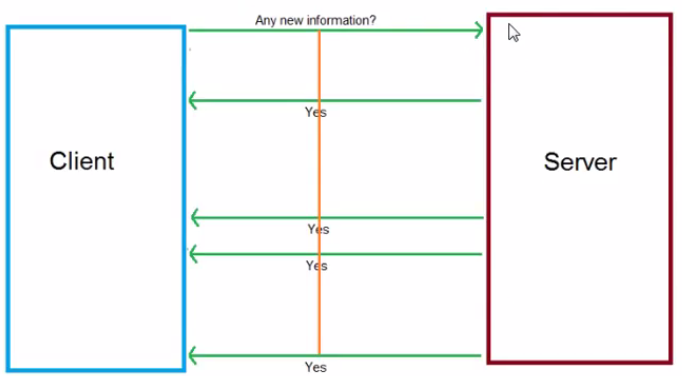 Any new information?
Yes
Client
Server
Yes
Yes
Yes